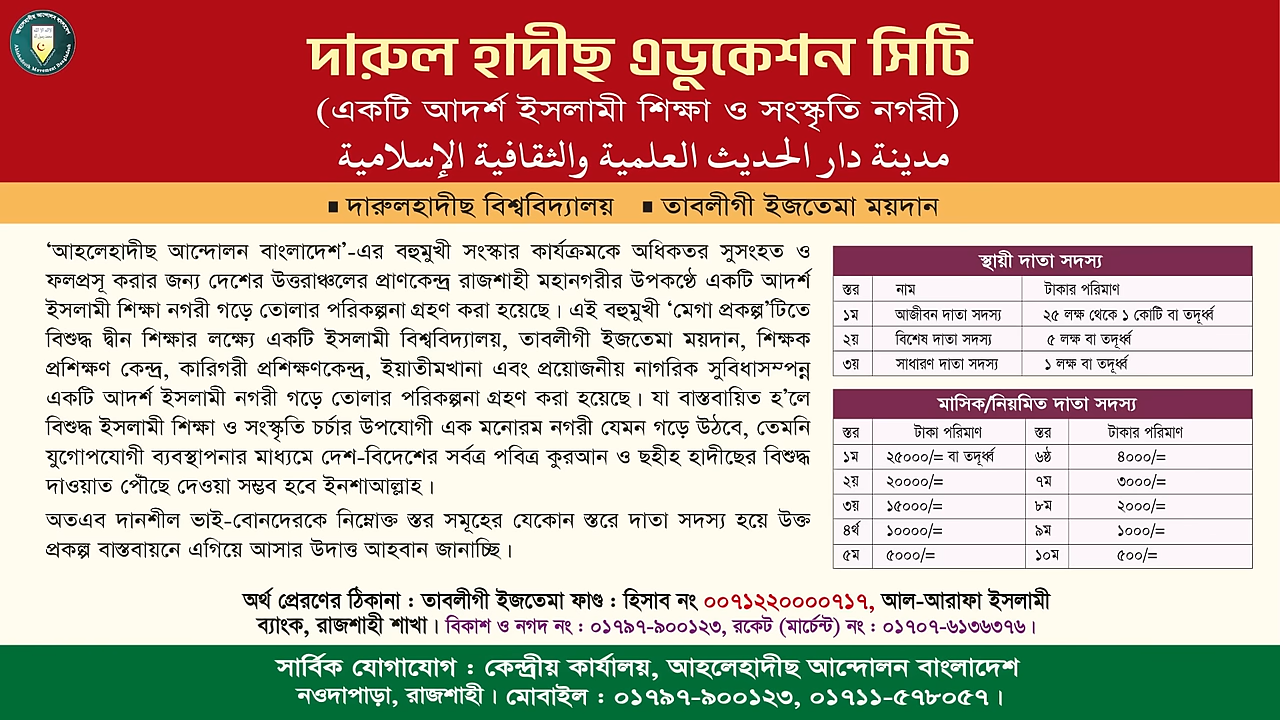 দারুল হাদীছ এডুকেশন সিটি
(একটি আদর্শ ইসলামী শিক্ষা ও সংস্কৃতি নগরী)
مدينة دار الحديث العلمية والثقافية الإسلامية
■ দারুলহাদীছ বিশ্ববিদ্যালয় ■ তাবলীগী ইজতেমা ময়দান
‘আহলেহাদীছ আন্দোলন বাংলাদেশ’-এর বহুমুখী সংস্কার কার্যক্রমকে অধিকতর সুসংহত ও
ফলপ্রসূ করার জন্য দেশের উত্তরাঞ্চলের প্রাণকেন্দ্র রাজশাহী মহানগরীর উপকণ্ঠে একটি আদর্শ
ইসলামী শিক্ষা নগরী গড়ে তোলার পরিকল্পনা গ্রহণ করা হয়েছে। এই বহুমুখী ‘মেগা প্রকল্প’টিতে
বিশুদ্ধ দ্বীন শিক্ষার লক্ষ্যে একটি ইসলামী বিশ্ববিদ্যালয়, তাবলীগী ইজতেমা ময়দান, শিক্ষক
প্রশিক্ষণ কেন্দ্র, কারিগরী প্রশিক্ষণকেন্দ্র, ইয়াতীমখানা এবং প্রয়োজনীয় নাগরিক সুবিধাসম্পন্ন
একটি আদর্শ ইসলামী নগরী গড়ে তোলার পরিকল্পনা গ্রহণ করা হয়েছে। যা বাস্তবায়িত হ’লে
বিশুদ্ধ ইসলামী শিক্ষা ও সংস্কৃতি চর্চার উপযোগী এক মনোরম নগরী যেমন গড়ে উঠবে, তেমনি
যুগোপযোগী ব্যবস্থাপনার মাধ্যমে দেশ-বিদেশের সর্বত্র পবিত্র কুরআন ও ছহীহ হাদীছের বিশুদ্ধ
দাওয়াত পৌঁছে দেওয়া সম্ভব হবে ইনশাআল্লাহ।
অতএব দানশীল ভাই-বোনদেরকে নিম্নোক্ত স্তর সমূহের যেকোন স্তরে দাতা সদস্য হয়ে উক্ত
প্রকল্প বাস্তবায়নে এগিয়ে আসার উদাত্ত আহবান জানাচ্ছি।
স্থায়ী দাতা সদস্য
স্তর নাম টাকার পরিমাণ
১ম আজীবন দাতা সদস্য ২৫ লক্ষ থেকে ১ কোটি বা তদূর্ধ্ব
২য় বিশেষ দাতা সদস্য ৫ লক্ষ বা তদূর্ধ্ব
৩য় সাধারণ দাতা সদস্য ১ লক্ষ বা তদূর্ধ্ব
মাসিক/নিয়মিত দাতা সদস্য
স্তর টাকা পরিমাণ স্তর টাকার পরিমাণ
১ম ২৫০০০/= বা তদূর্ধ্ব ৬ষ্ঠ ৪০০০/=
২য় ২০০০০/= ৭ম ৩০০০/=
৩য় ১৫০০০/= ৮ম ২০০০/=
৪র্থ ১০০০০/= ৯ম ১০০০/=
৫ম ৫০০০/= ১০ম ৫০০/=
অর্থ প্রেরণের ঠিকানা : তাবলীগী ইজতেমা ফাণ্ড : হিসাব নং ০০৭১২২০০০০৭১৭, আল-আরাফা ইসলামী
ব্যাংক, রাজশাহী শাখা। বিকাশ ও নগদ নং : ০১৭৯৭-৯০০১২৩, রকেট (মার্চেন্ট) নং : ০১৭০৭-৬১৩৬৩৭৬।
সার্বিক যোগাযোগ : কেন্দ্রীয় কার্যালয়, আহলেহাদীছ আন্দোলন বাংলাদেশ
নওদাপাড়া, রাজশাহী। মোবাইল : ০১৭৯৭-৯০০১২৩, ০১৭১১-৫৭৮০৫৭।